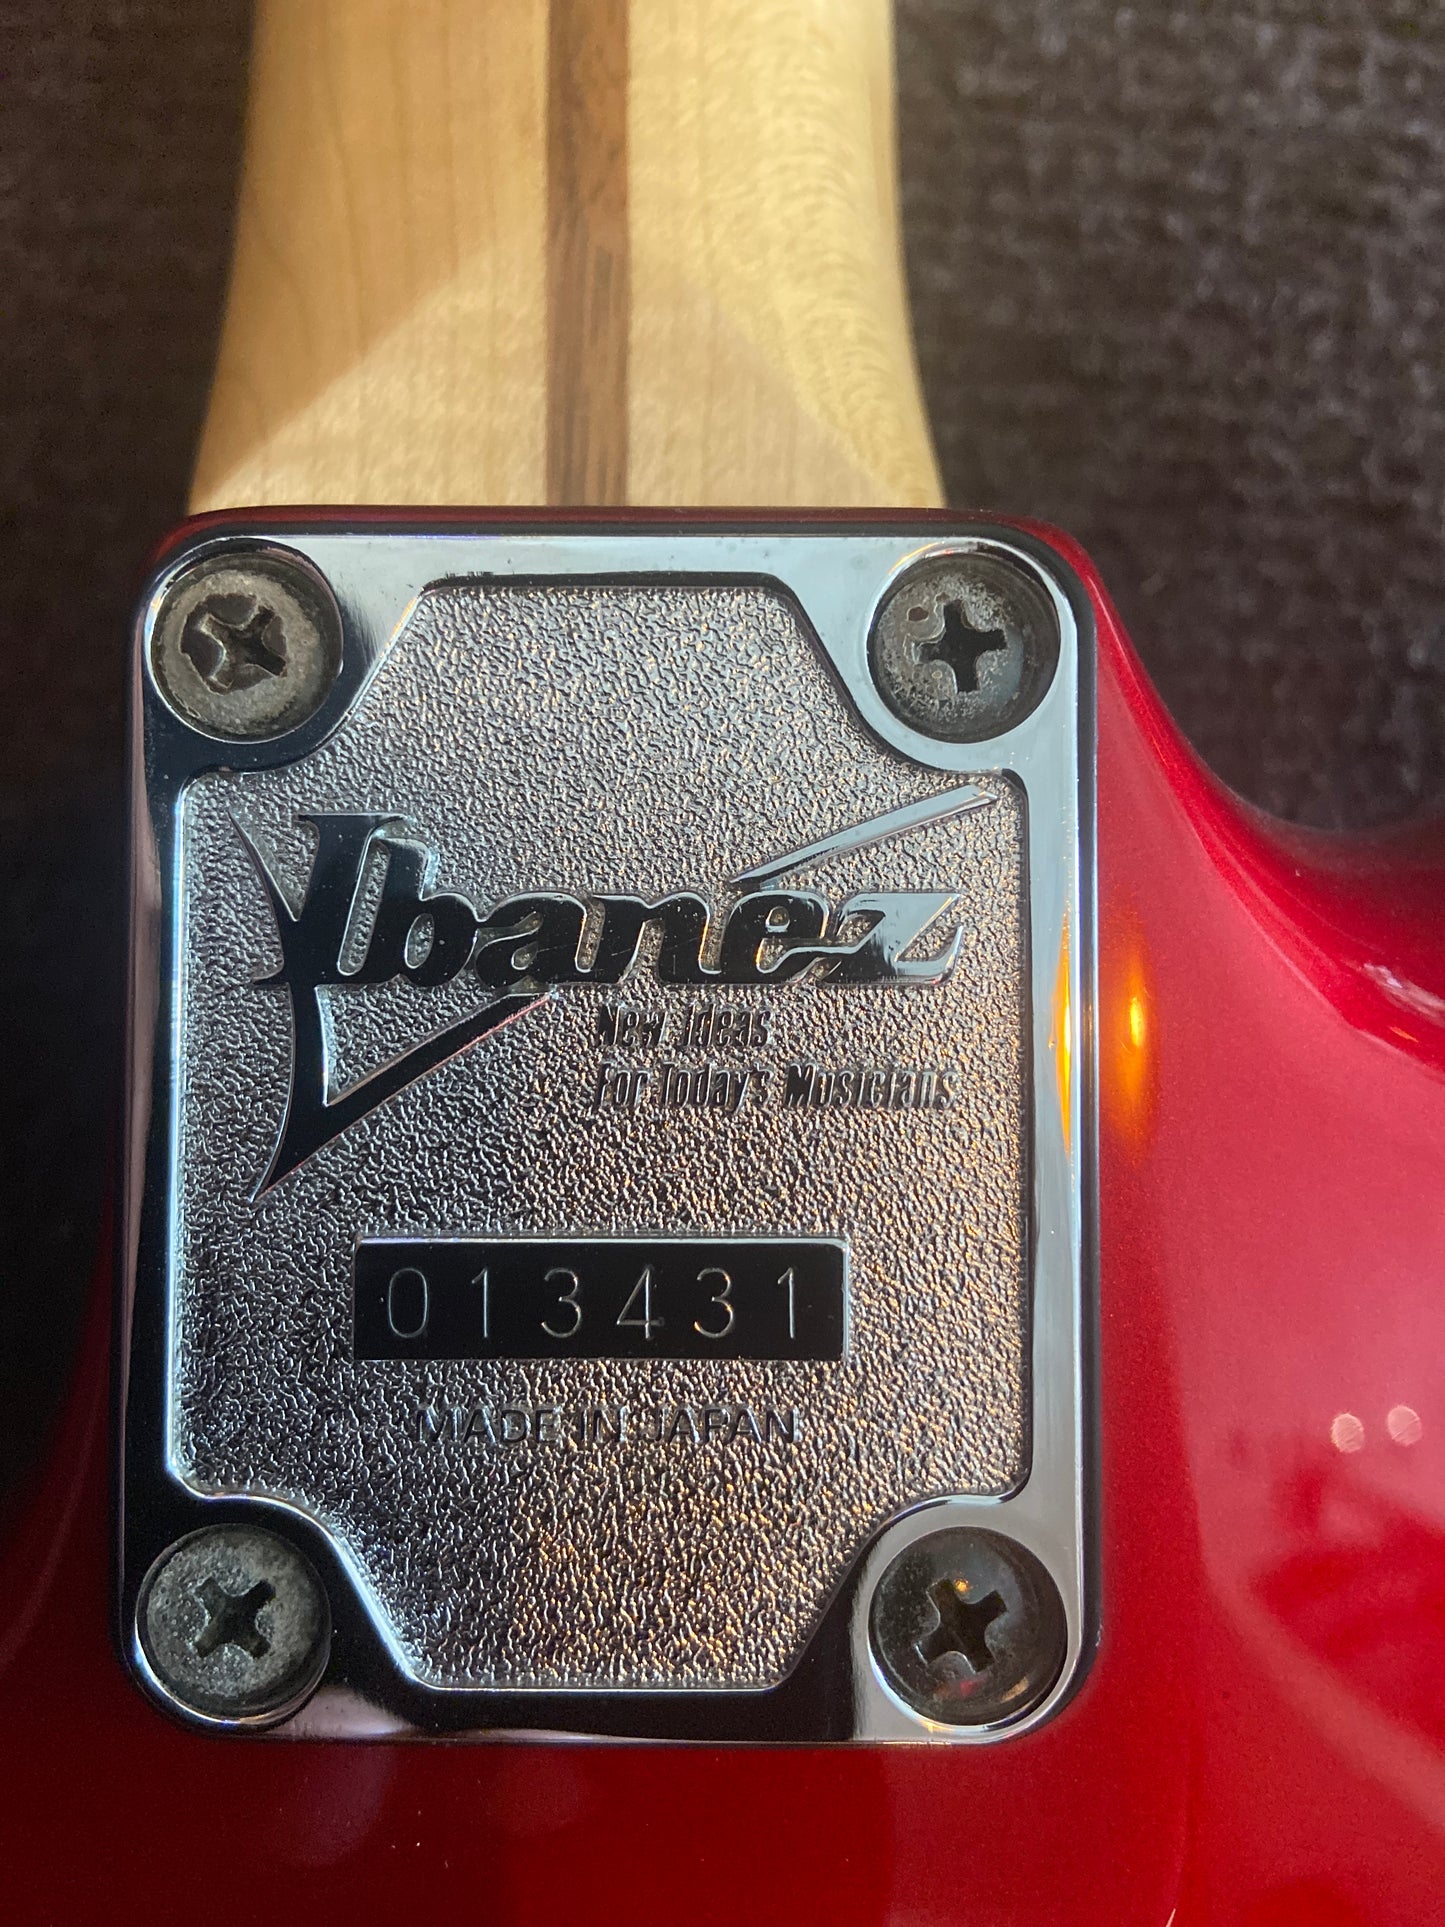 Ibanez
New Ideas
For Today's Musicians
013431
MADE IN JAPAN